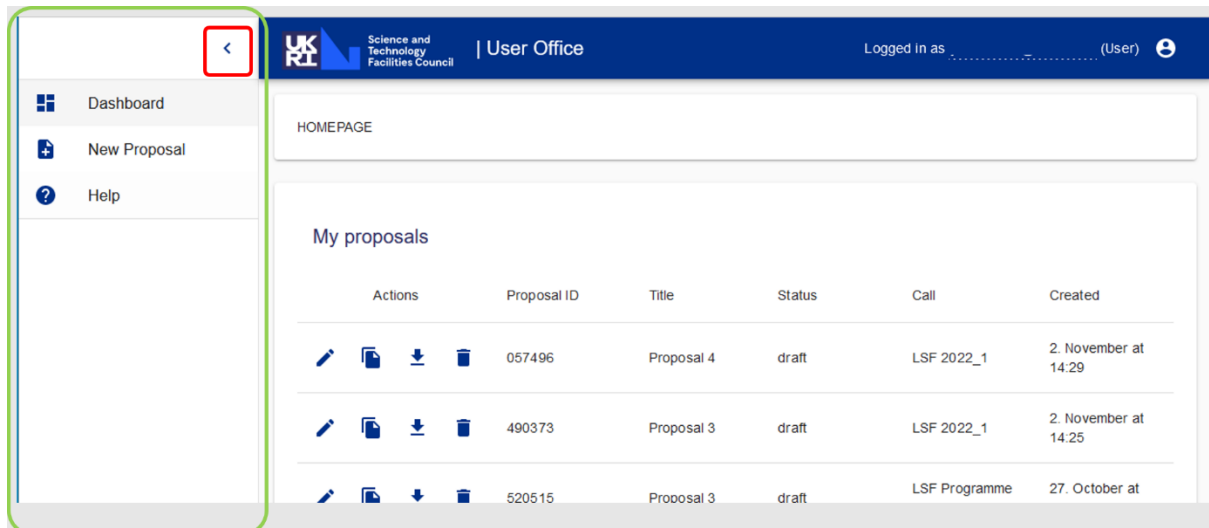 UK
RI
Science and
Technology
Facilities Council
| User Office
Logged in as
(User)
Dashboard
New Proposal
Help
HOMEPAGE
My proposals
Actions Proposal ID Title Status Call Created
057496 Proposal 4 draft LSF 2022_1 2. November at
14:29
490373 Proposal 3 draft LSF 2022_1 2. November at
14:25
520515 Proposal 3 draft LSF Programme 27. October at